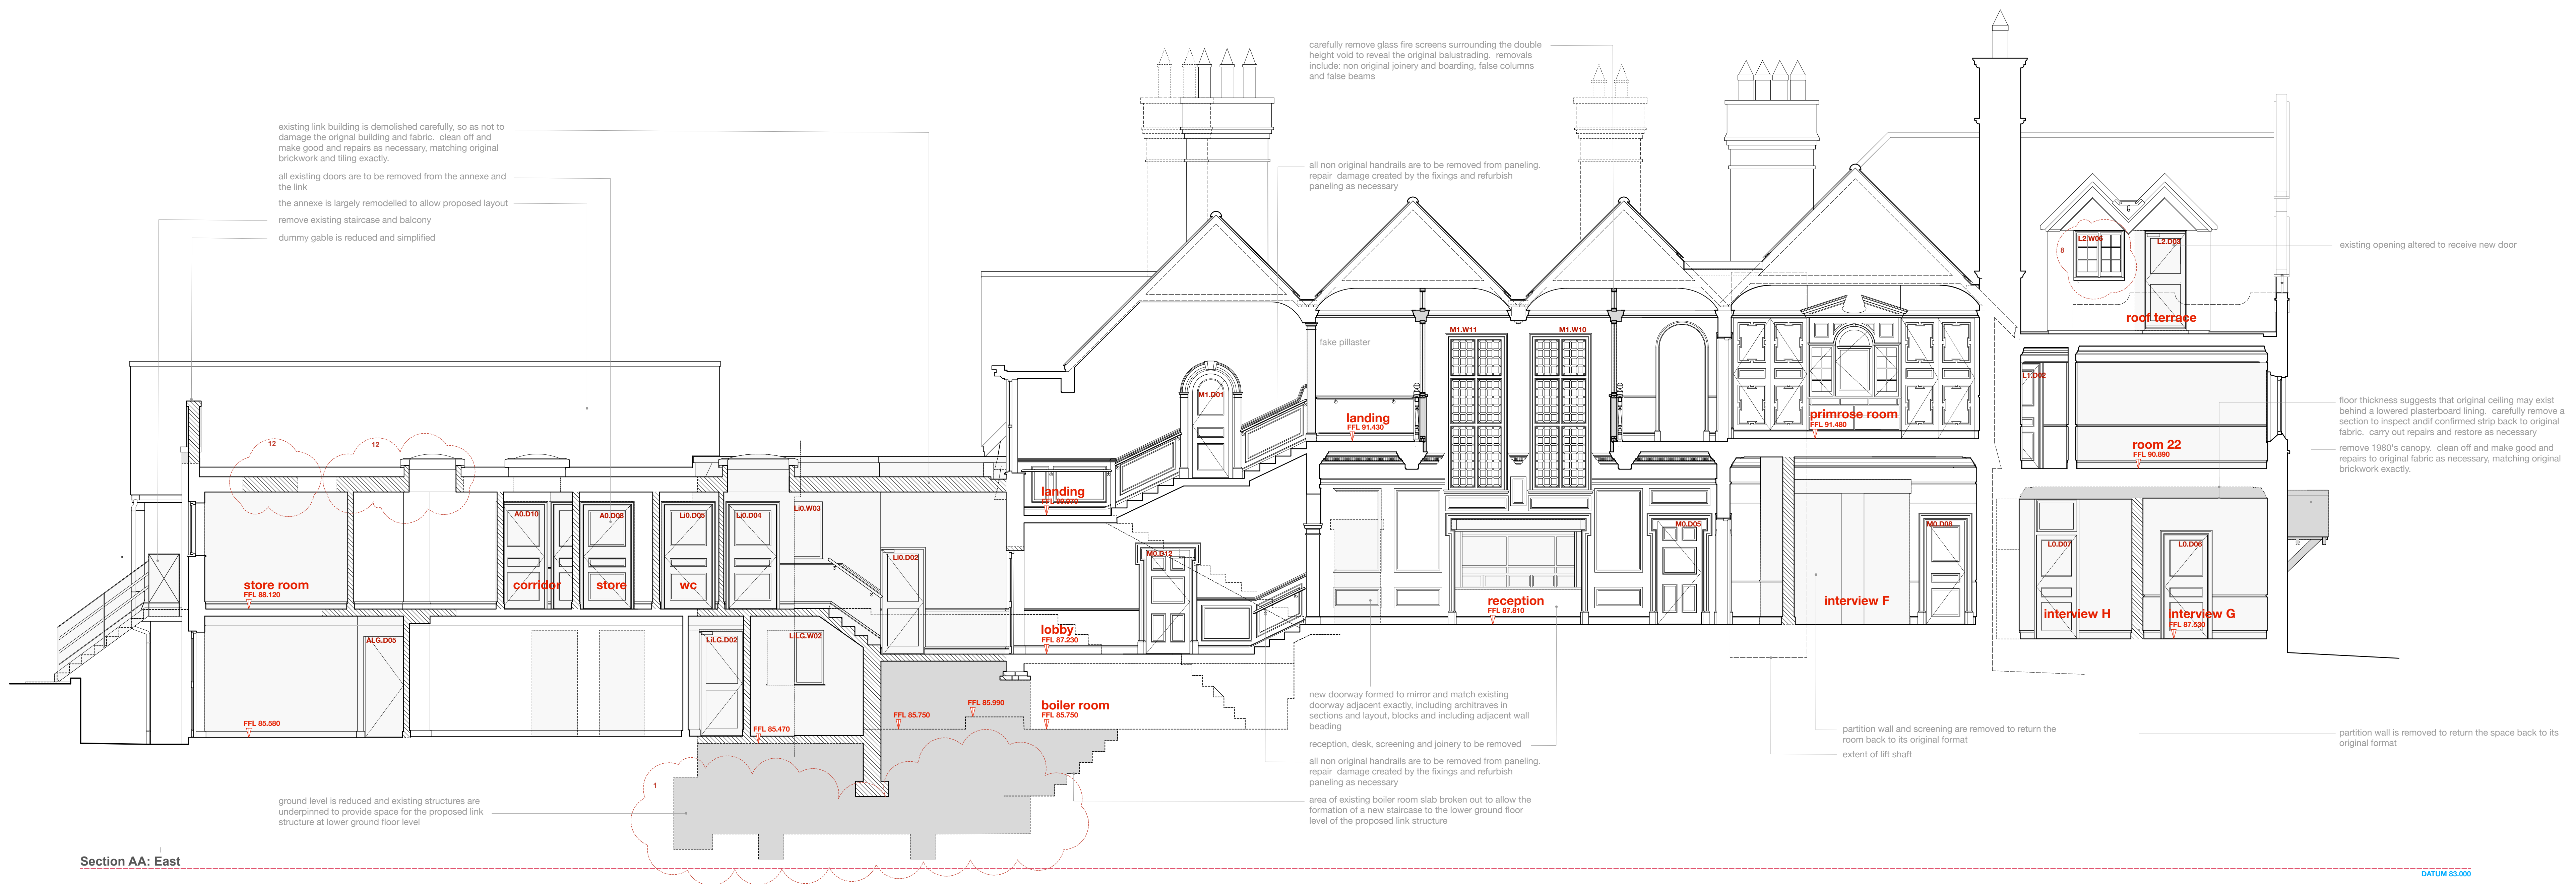 carefully remove glass fire screens surrounding the double
height void to reveal the original balustrading.  removals
include: non original joinery and boarding, false columns
and false beams
existing link building is demolished carefully, so as not to
damage the orignal building and fabric.  clean off and
make good and repairs as necessary, matching original
brickwork and tiling exactly.
all existing doors are to be removed from the annexe and
the link
the annexe is largely remodelled to allow proposed layout
remove existing staircase and balcony
dummy gable is reduced and simplified
all non original handrails are to be removed from paneling.
repair  damage created by the fixings and refurbish
paneling as necessary
8
L2.W06
L2.D03
existing opening altered to receive new door
roof terrace
M1.W11
M1.W10
fake pillaster
M1.D01
L1.D02
landing
FFL 91.430
primrose room
FFL 91.480
floor thickness suggests that original ceiling may exist
behind a lowered plasterboard lining.  carefully remove a
section to inspect andif confirmed strip back to original
fabric.  carry out repairs and restore as necessary
room 22
FFL 90.890
remove 1980's canopy.  clean off and make good and
repairs to original fabric as necessary, matching original
brickwork exactly.
12
12
landing
FFL 89.970
A0.D10
A0.D08
Li0.D05
Li0.D04
Li0.W03
Li0.D02
M0.D12
M0.D05
M0.D08
L0.D07
L0.D06
store room
FFL 88.120
corridor
store
wc
reception
FFL 87.810
interview F
interview H
interview G
FFL 87.530
lobby
FFL 87.230
ALG.D05
LiLG.D02
LiLG.W02
boiler room
FFL 85.750
FFL 85.580
FFL 85.470
FFL 85.750
FFL 85.990
new doorway formed to mirror and match existing
doorway adjacent exactly, including architraves in
sections and layout, blocks and including adjacent wall
beading
reception, desk, screening and joinery to be removed
all non original handrails are to be removed from paneling.
repair  damage created by the fixings and refurbish
paneling as necessary
area of existing boiler room slab broken out to allow the
formation of a new staircase to the lower ground floor
level of the proposed link structure
partition wall and screening are removed to return the
room back to its original format
extent of lift shaft
partition wall is removed to return the space back to its
original format
1
ground level is reduced and existing structures are
underpinned to provide space for the proposed link
structure at lower ground floor level
Section AA: East
DATUM 83.000